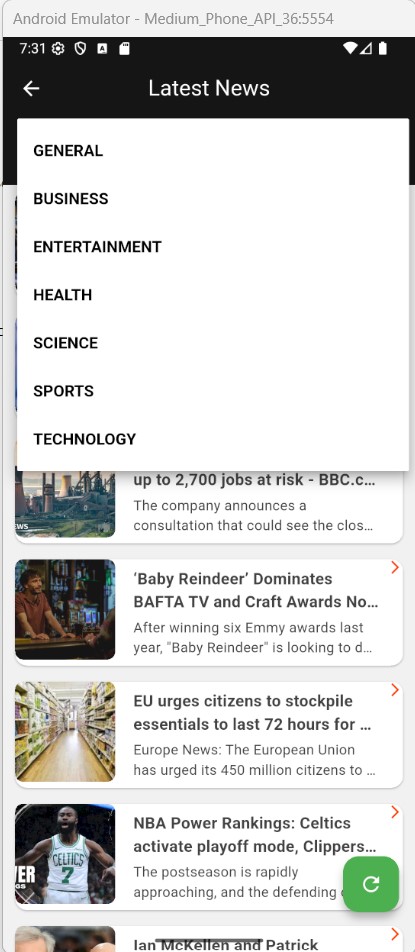 Android Emulator - Medium_Phone_API_36:5554
7:31
Latest News
GENERAL
BUSINESS
ENTERTAINMENT
HEALTH
SCIENCE
SPORTS
TECHNOLOGY
up to 2,700 jobs at risk - BBC.c...
The company announces a
consultation that could see the clos...
EWS
‘Baby Reindeer’ Dominates
BAFTA TV and Craft Awards No...
After winning six Emmy awards last
year, "Baby Reindeer" is looking to d...
EU urges citizens to stockpile
essentials to last 72 hours for ...
Europe News: The European Union
has urged its 450 million citizens to ...
NBA Power Rankings: Celtics
activate playoff mode, Clippers...
The postseason is rapidly
approaching, and the defending
CELTICS
7
VER
Ian McKellen and Patrick